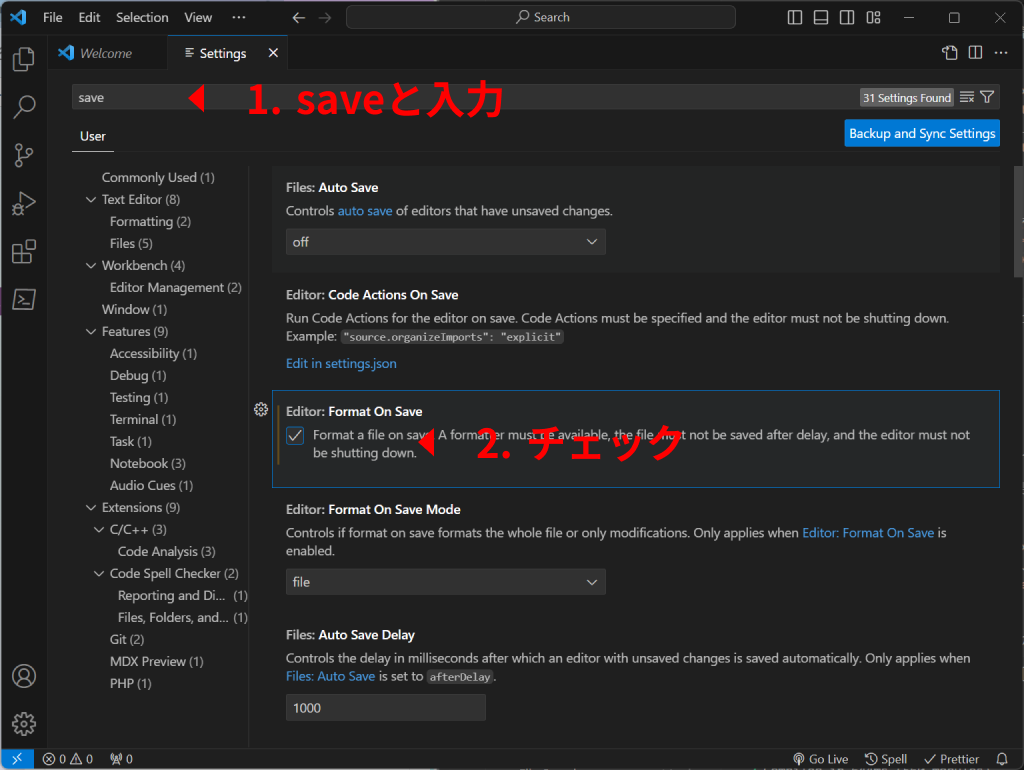 File Edit Selection View ··· Search
Welcome Settings
save 1. saveと入力 31 Settings Found
User Backup and Sync Settings
Commonly Used (1)
Text Editor (8)
Formatting (2)
Files (5)
Workbench (4)
Editor Management (2)
Window (1)
Features (9)
Accessibility (1)
Debug (1)
Testing (1)
Terminal (1)
Task (1)
Notebook (3)
Audio Cues (1)
Extensions (9)
C/C++ (3)
Code Analysis (3)
Code Spell Checker (2)
Reporting and Di... (1)
Files, Folders, and... (1)
Git (2)
MDX Preview (1)
PHP (1)
Files: Auto Save
Controls auto save of editors that have unsaved changes.
off
Editor: Code Actions On Save
Run Code Actions for the editor on save. Code Actions must be specified and the editor must not be shutting down.
Example: "source.organizeImports": "explicit"
Edit in settings.json
Editor: Format On Save
Format a file on save. A formatter must be available, the file must not be saved after delay, and the editor must not
be shutting down.
2. チェック
Editor: Format On Save Mode
Controls if format on save formats the whole file or only modifications. Only applies when Editor: Format On Save is
enabled.
file
Files: Auto Save Delay
Controls the delay in milliseconds after which an editor with unsaved changes is saved automatically. Only applies when
Files: Auto Save is set to afterDelay.
1000
0 0 0 Go Live Spell Prettier